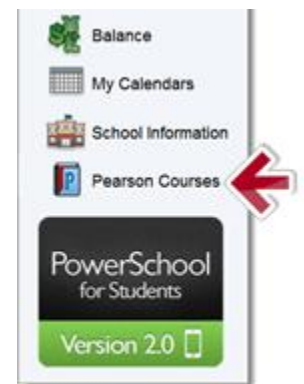 Balance
My Calendars
School Information
Pearson Courses
PowerSchool
for Students
Version 2.0